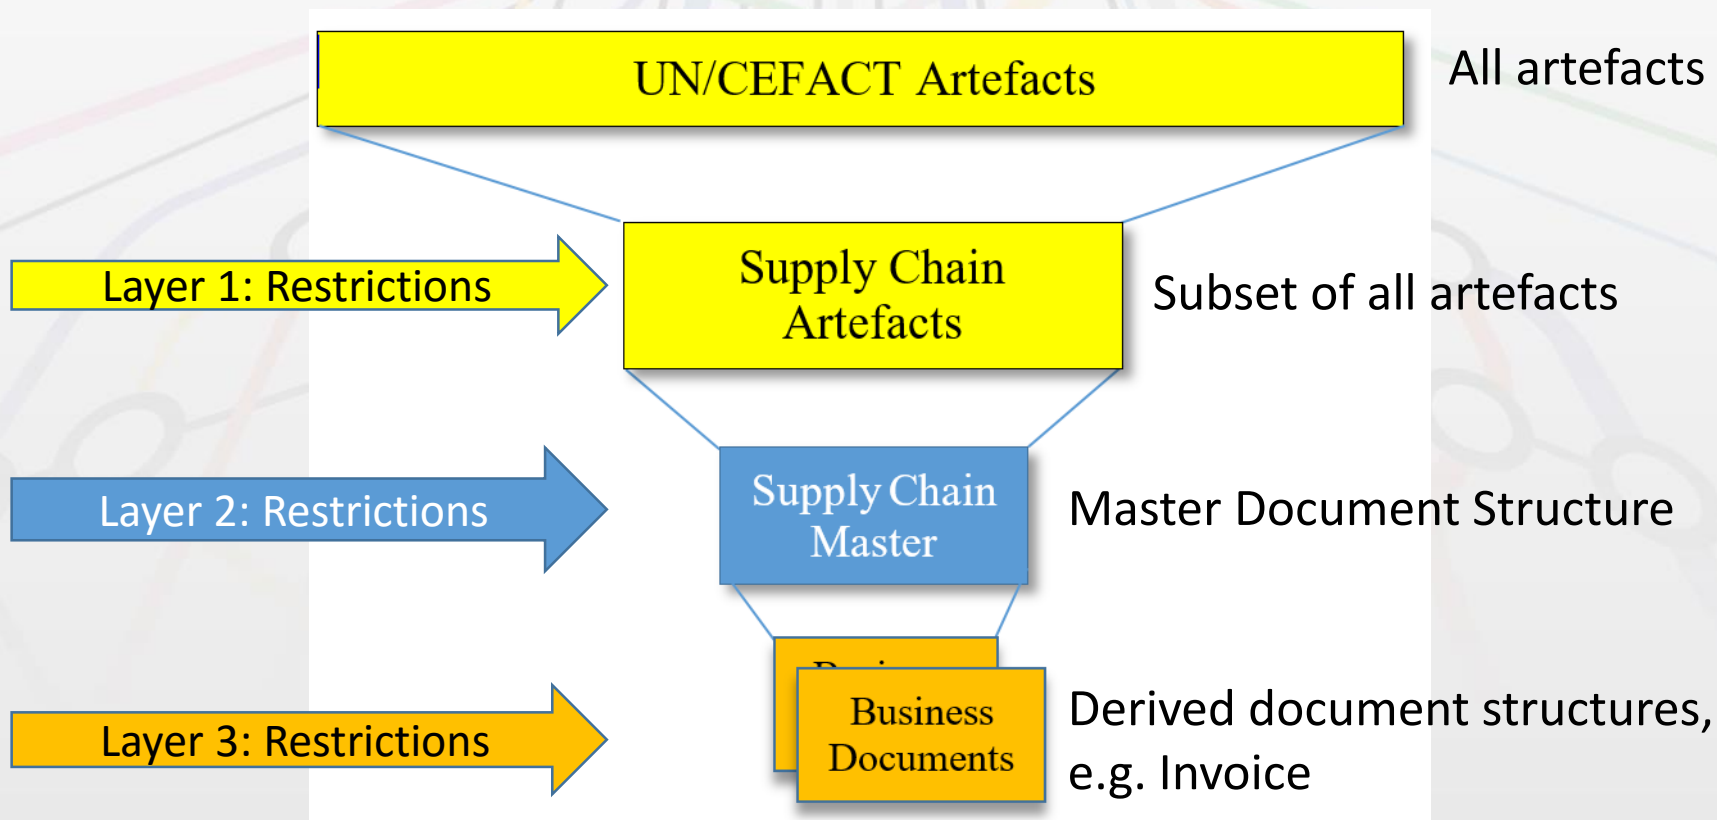 UN/CEFACT Artefacts
All artefacts
Layer 1: Restrictions
Supply Chain
Artefacts
Subset of all artefacts
Layer 2: Restrictions
Supply Chain
Master
Master Document Structure
Layer 3: Restrictions
Business
Documents
Derived document structures,
e.g. Invoice